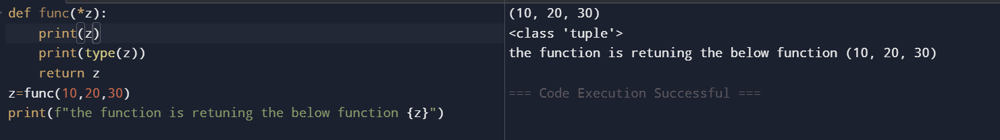 def func(*z):
    print(z)
    print(type(z))
    return z
z=func(10,20,30)
print(f"the function is retuning the below function {z}")
(10, 20, 30)
<class 'tuple'>
the function is retuning the below function (10, 20, 30)
=== Code Execution Successful ===